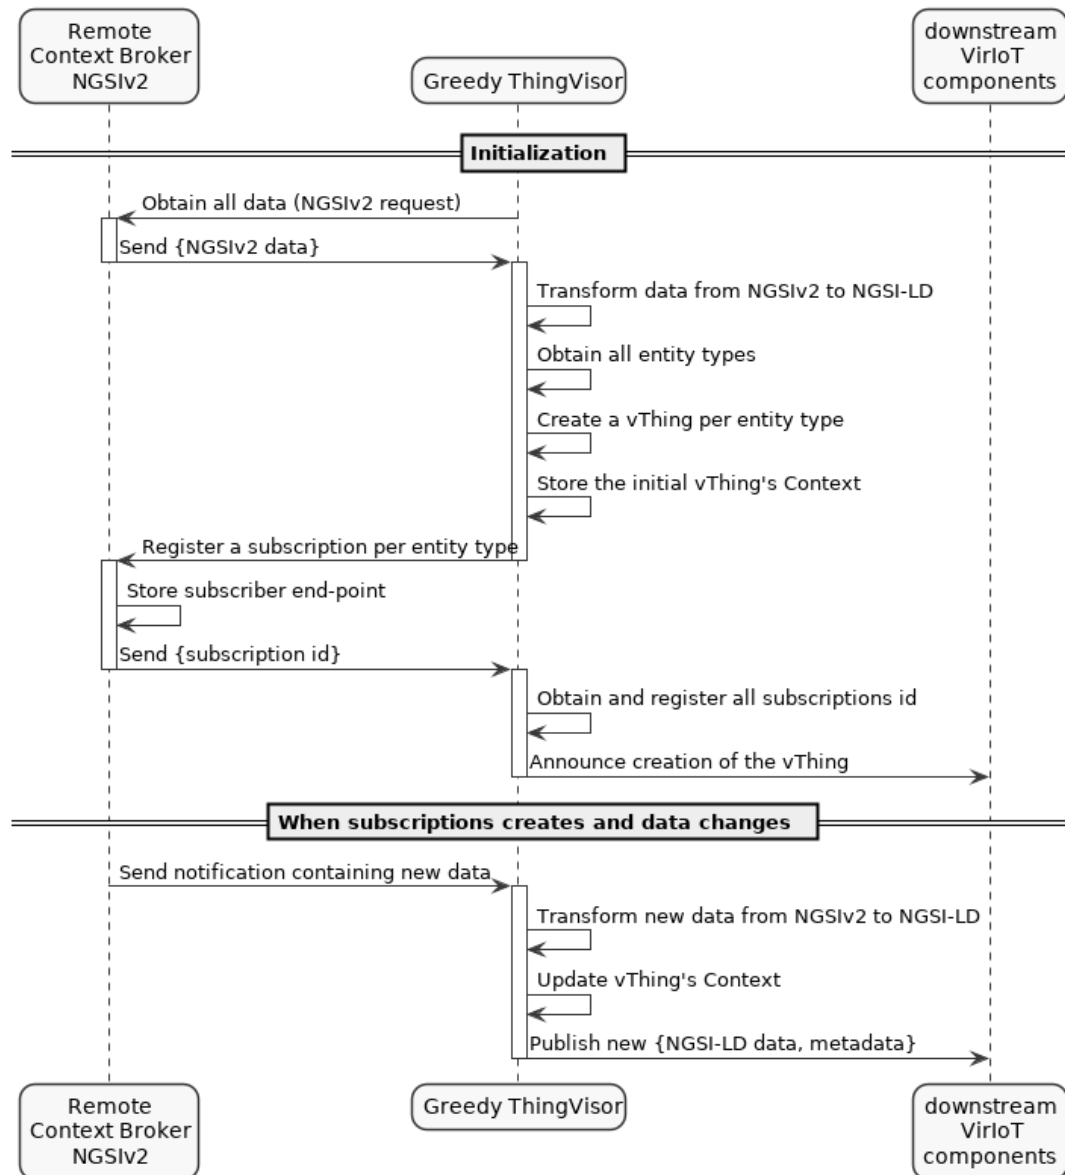 Remote
Context Broker
NGSIv2
Greedy ThingVisor
downstream
VirIoT
components
Initialization
Obtain all data (NGSIv2 request)
Send {NGSIv2 data}
Transform data from NGSIv2 to NGSI-LD
Obtain all entity types
Create a vThing per entity type
Store the initial vThing's Context
Register a subscription per entity type
Store subscriber end-point
Send {subscription id}
Obtain and register all subscriptions id
Announce creation of the vThing
When subscriptions creates and data changes
Send notification containing new data
Transform new data from NGSIv2 to NGSI-LD
Update vThing's Context
Publish new {NGSI-LD data, metadata}
Remote
Context Broker
NGSIv2
Greedy ThingVisor
downstream
VirIoT
components